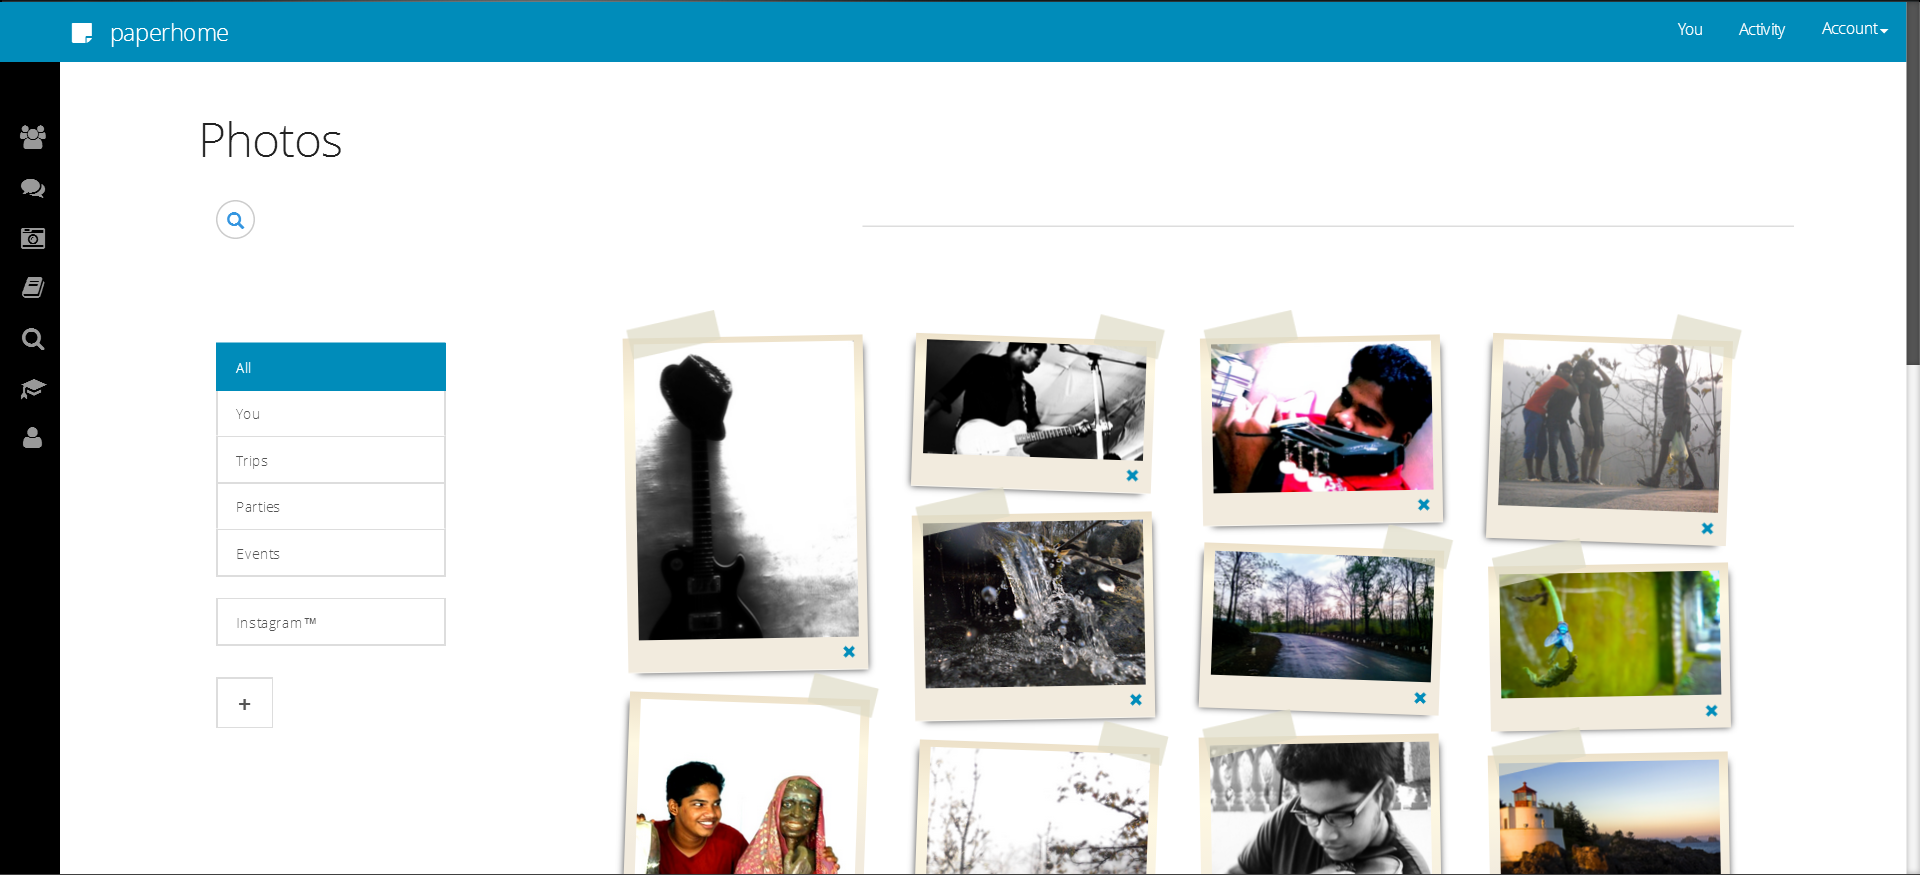 paperhome
You Activity Account
Photos
All
You
Trips
Parties
Events
Instagram™
+